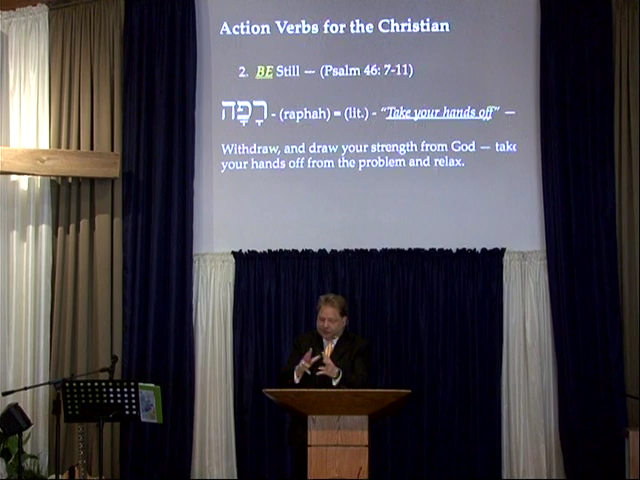 Action Verbs for the Christian
2. BE Still — (Psalm 46: 7-11)
רָפָה - (raphah) = (lit.) - “Take your hands off” —
Withdraw, and draw your strength from God — take
your hands off from the problem and relax.